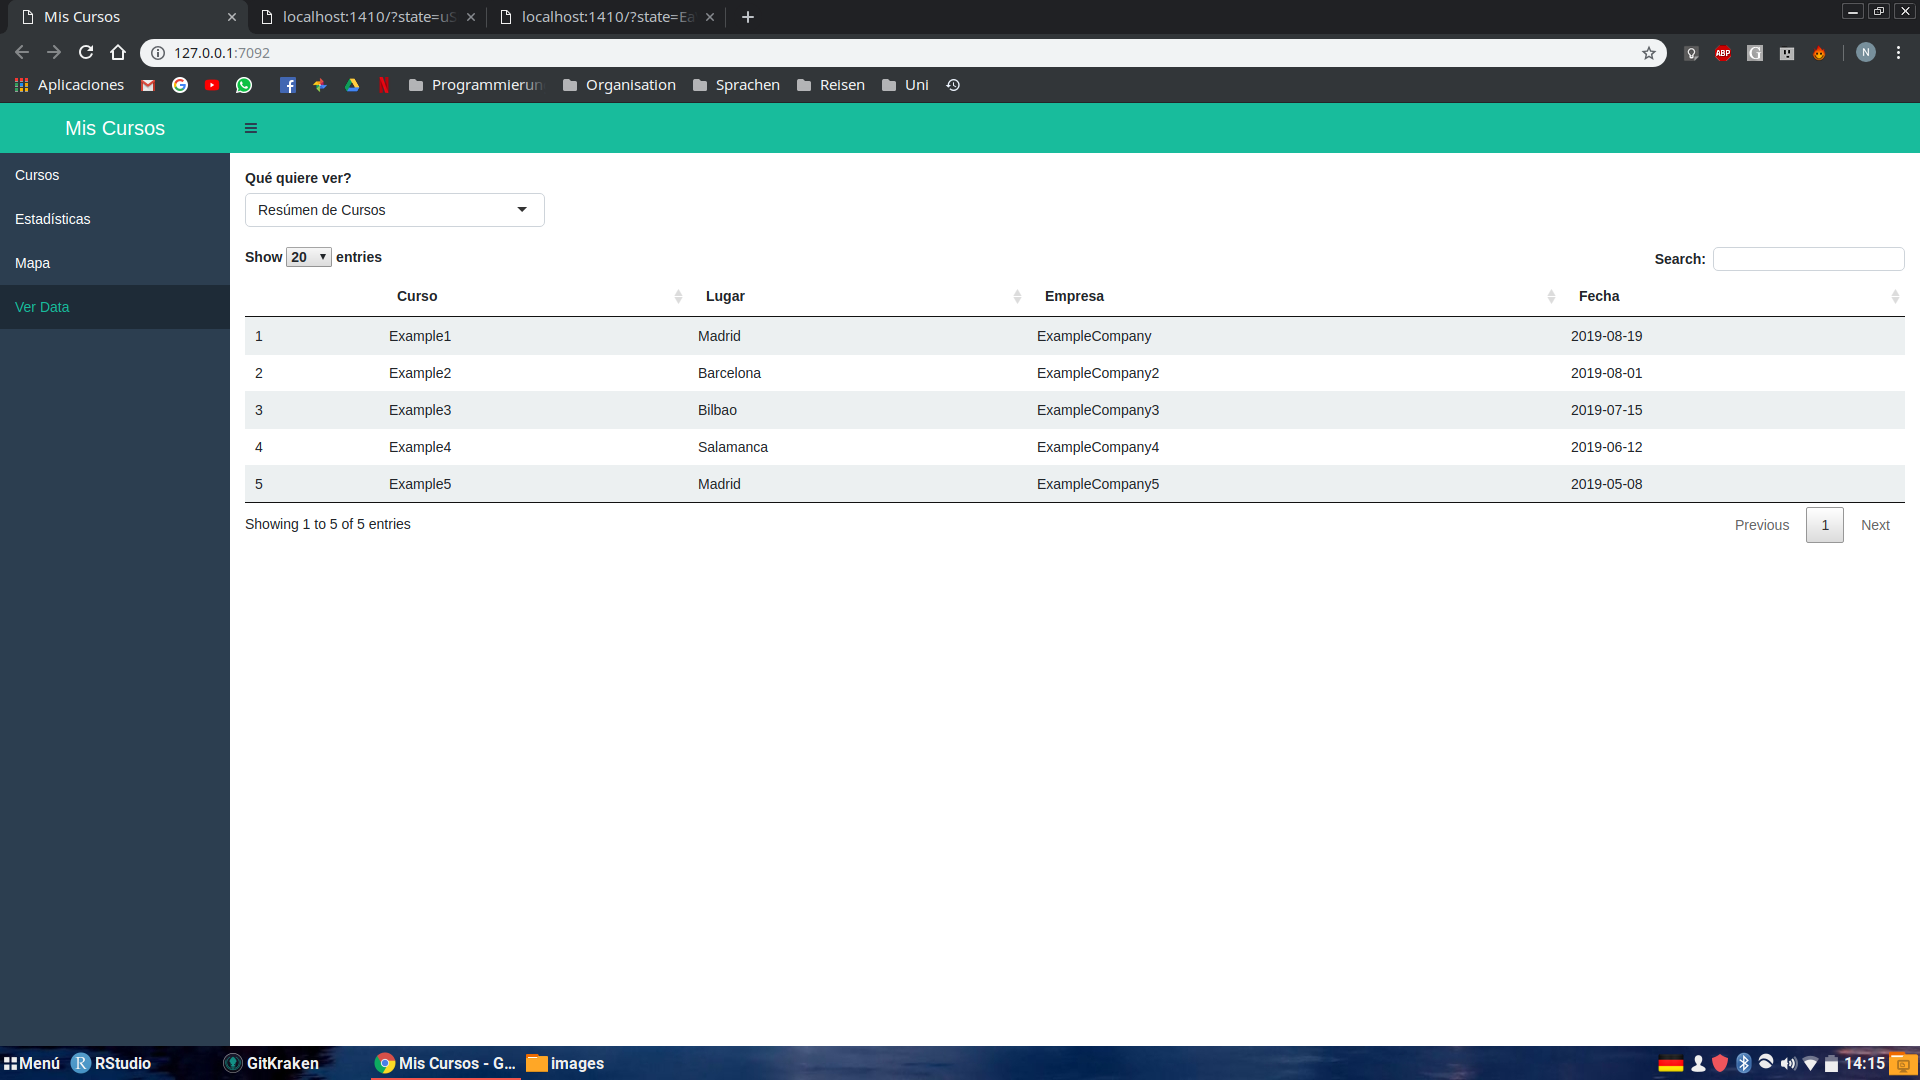 Mis Cursos
localhost:1410/?state=uS
localhost:1410/?state=Ea
127.0.0.1:7092
ABP
G
N
Aplicaciones
Programmierun
Organisation
Sprachen
Reisen
Uni
Mis Cursos
Cursos
Estadísticas
Mapa
Ver Data
Qué quiere ver?
Resúmen de Cursos
Show 20 entries
Search:
Curso Lugar Empresa Fecha
1 Example1 Madrid ExampleCompany 2019-08-19
2 Example2 Barcelona ExampleCompany2 2019-08-01
3 Example3 Bilbao ExampleCompany3 2019-07-15
4 Example4 Salamanca ExampleCompany4 2019-06-12
5 Example5 Madrid ExampleCompany5 2019-05-08
Showing 1 to 5 of 5 entries
Previous 1 Next
Menú
R RStudio
GitKraken
Mis Cursos - G...
images
14:15